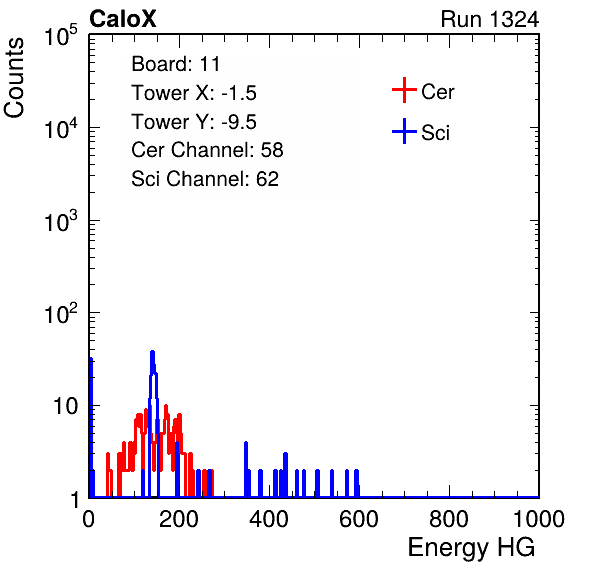 CaloX Run 1324
Counts
10^5
10^4
10^3
10^2
10
1
Board: 11
Tower X: -1.5
Tower Y: -9.5
Cer Channel: 58
Sci Channel: 62
Cer
Sci
0 200 400 600 800 1000
Energy HG